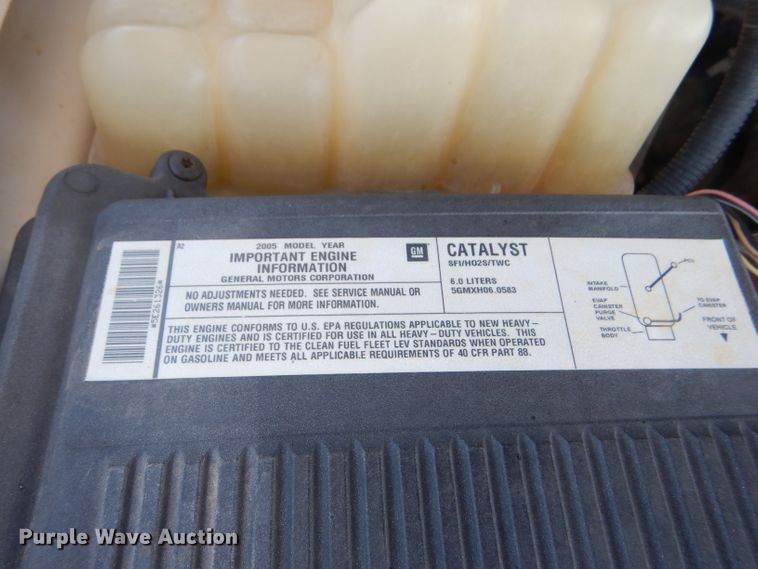 *5E261326*
A2
2005 MODEL YEAR
IMPORTANT ENGINE
INFORMATION
GENERAL MOTORS CORPORATION
GM
NO ADJUSTMENTS NEEDED. SEE SERVICE MANUAL OR
OWNERS MANUAL FOR MORE INFORMATION.
CATALYST
SFI/HO2S/TWC
6.0 LITERS
5GMXH06.0583
THIS ENGINE CONFORMS TO U.S. EPA REGULATIONS APPLICABLE TO NEW HEAVY-
DUTY ENGINES AND IS CERTIFIED FOR USE IN ALL HEAVY-DUTY VEHICLES. THIS
ENGINE IS CERTIFIED TO THE CLEAN FUEL FLEET LEV STANDARDS WHEN OPERATED
ON GASOLINE AND MEETS ALL APPLICABLE REQUIREMENTS OF 40 CFR PART 88.
PCV
INTAKE
MANIFOLD
EVAP
CANISTER
PURGE
VALVE
THROTTLE
BODY
TO EVAP
CANISTER
FRONT OF
VEHICLE
Purple Wave Auction